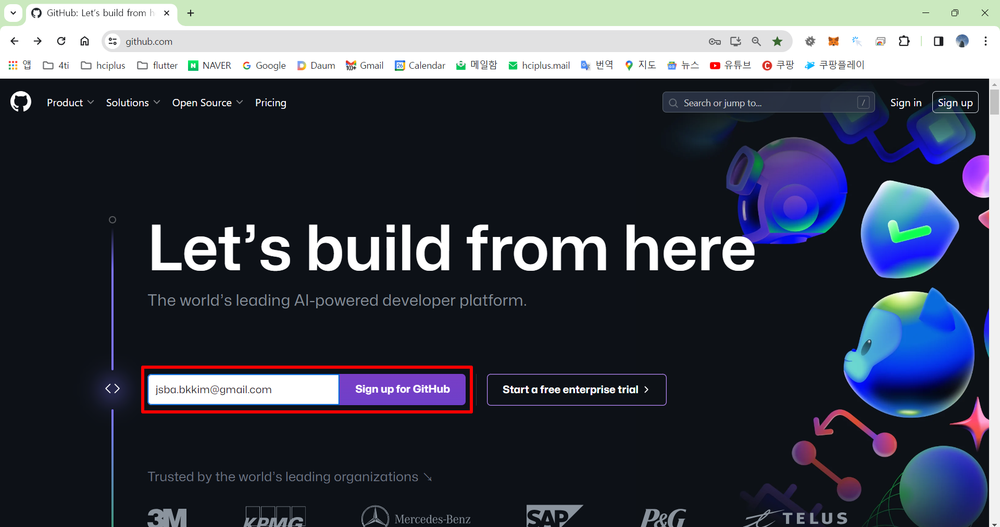 GitHub: Let's build from h
github.com
앱 4ti hciplus flutter NAVER Google Daum Gmail Calendar 메일함 hciplus.mail 번역 지도 뉴스 유튜브 쿠팡 쿠팡플레이
Product Solutions Open Source Pricing Search or jump to... / Sign in Sign up
Let's build from here
The world's leading AI-powered developer platform.
jsba.bkkim@gmail.com Sign up for GitHub Start a free enterprise trial
Trusted by the world's leading organizations
3M KPMG Mercedes-Benz SAP P&G TELUS